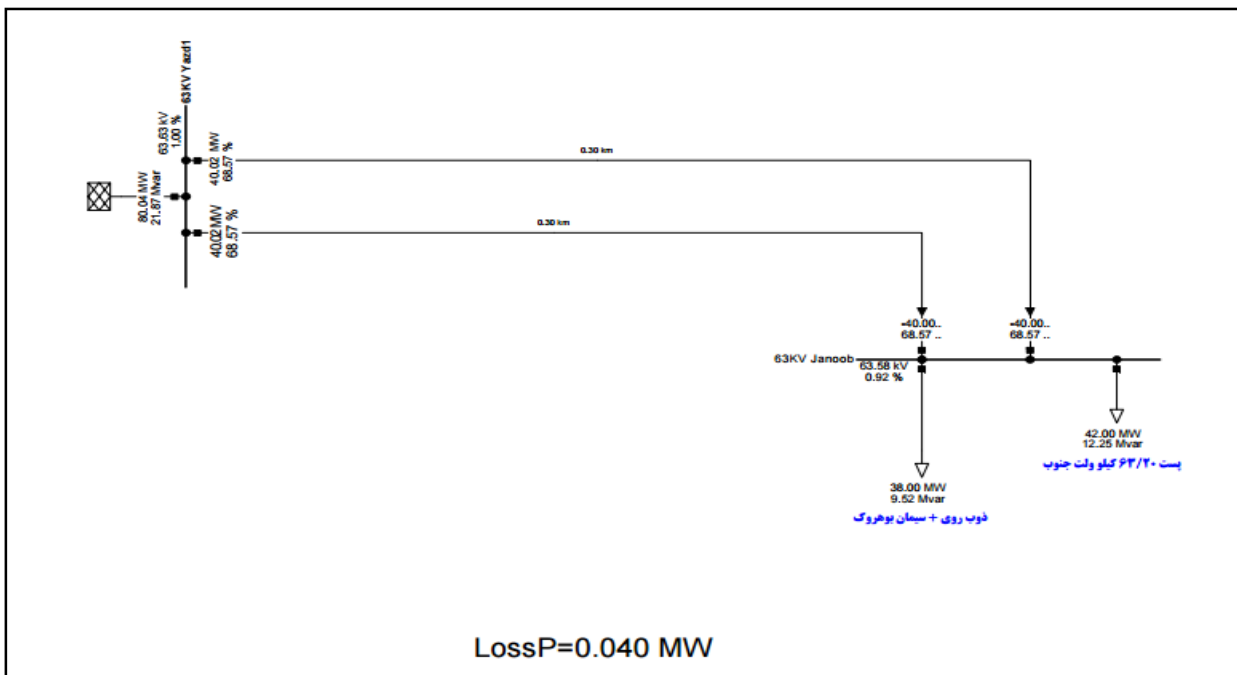 63KV Yazd1
63.63 kV
1.00 %
40.02 MW
68.57 %
0.30 km
80.04 MW
21.87 Mvar
40.02 MW
68.57 %
0.30 km
-40.00..
68.57 ..
-40.00..
68.57 ..
63KV Janoob
63.58 kV
0.92 %
42.00 MW
12.25 Mvar
پست ۶۳/۲۰ کیلو ولت جنوب
38.00 MW
9.52 Mvar
ذوب روی + سیمان بوهروک
LossP=0.040 MW